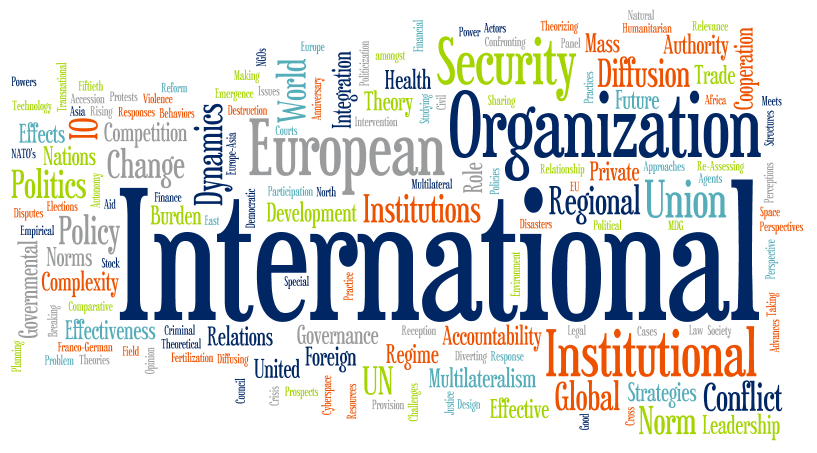 Natural
Power
Actors
Theorizing
Humanitarian
Relevance
Europe
NGOs
Politicization
amongst
Financial
Confronting
Panel
Mass
Authority
Cooperation
Security
Diffusion
Trade
Powers
Transnational
Fiftieth
Reform
Making
World
Anniversary
Integration
Health
Technology
Accession
Protests
Violence
Emergence
Issues
Theory
Studying
Civil
Sharing
Practices
Future
Africa
Meets
Structures
Asia
Rising
Responses
Behaviors
Destruction
Courts
Intervention
IO
Effects
NATO's
Competition
Dynamics
Europe-Asia
European
Organization
Nations
Change
Role
Relationship
Private
Approaches
Re-Assessing
Agents
Perceptions
Politics
Autonomy
Finance
Democratic
Participation
North
Multilateral
Policies
EU
Regional
Union
Disputes
Elections
Aid
Burden
East
Development
Institutions
Disasters
Political
MDG
Space
Perspectives
Empirical
Policy
International
Governmental
Norms
Stock
Complexity
Special
Practice
Environment
Perspective
Comparative
Breaking
Taking
Advances
Effectiveness
Criminal
Theoretical
Relations
Governance
Reception
Accountability
Legal
Cases
Law
Society
Planning
Franco-German
Field
Problem
Theories
Opinion
Fertilization
Diffusing
United
Foreign
Regime
Diverting
Response
Institutional
Council
Crisis
Prospects
Cyberspace
Resources
UN
Provision
Challenges
Multilateralism
Justice
Design
Effective
Global
Good
Strategies
Cross
Norm
Conflict
Leadership